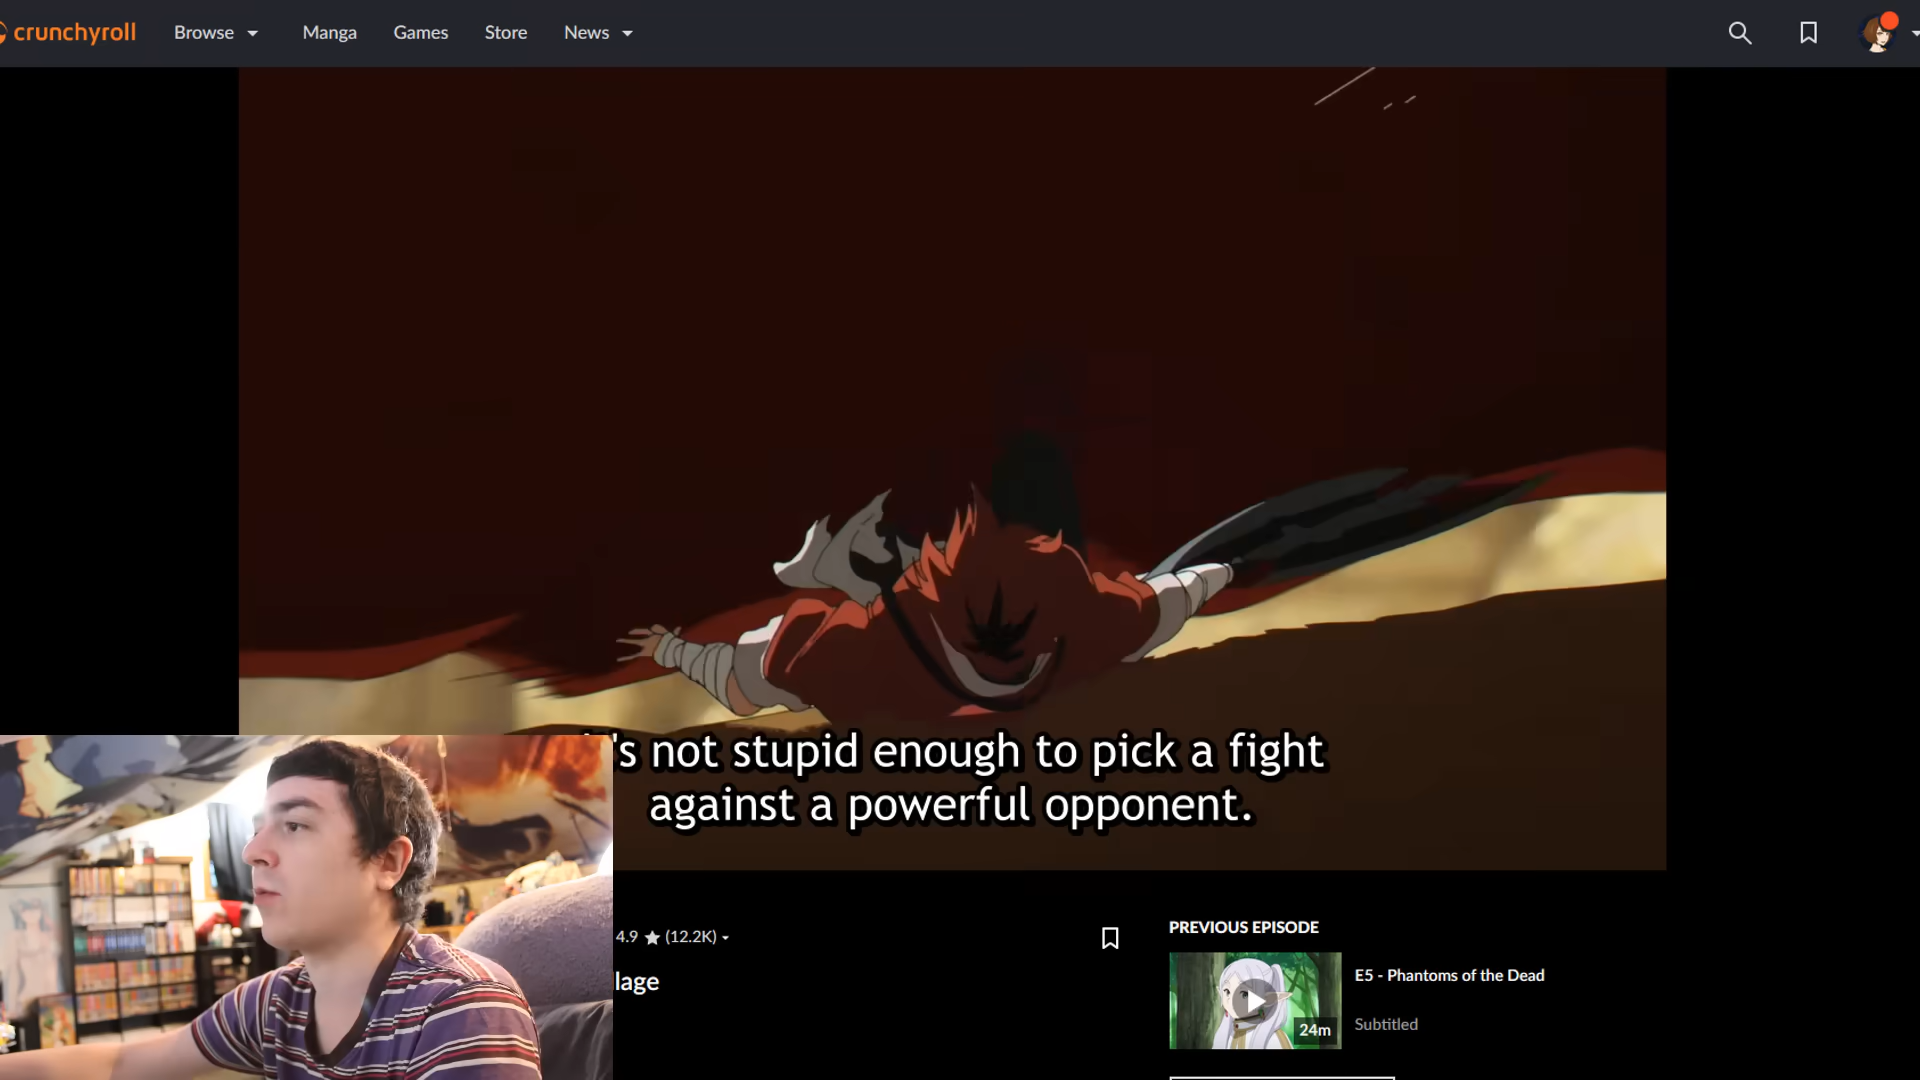 crunchyroll
Browse
Manga
Games
Store
News
's not stupid enough to pick a fight
against a powerful opponent.
4.9 ★ (12.2K)
lage
PREVIOUS EPISODE
E5 - Phantoms of the Dead
24m
Subtitled